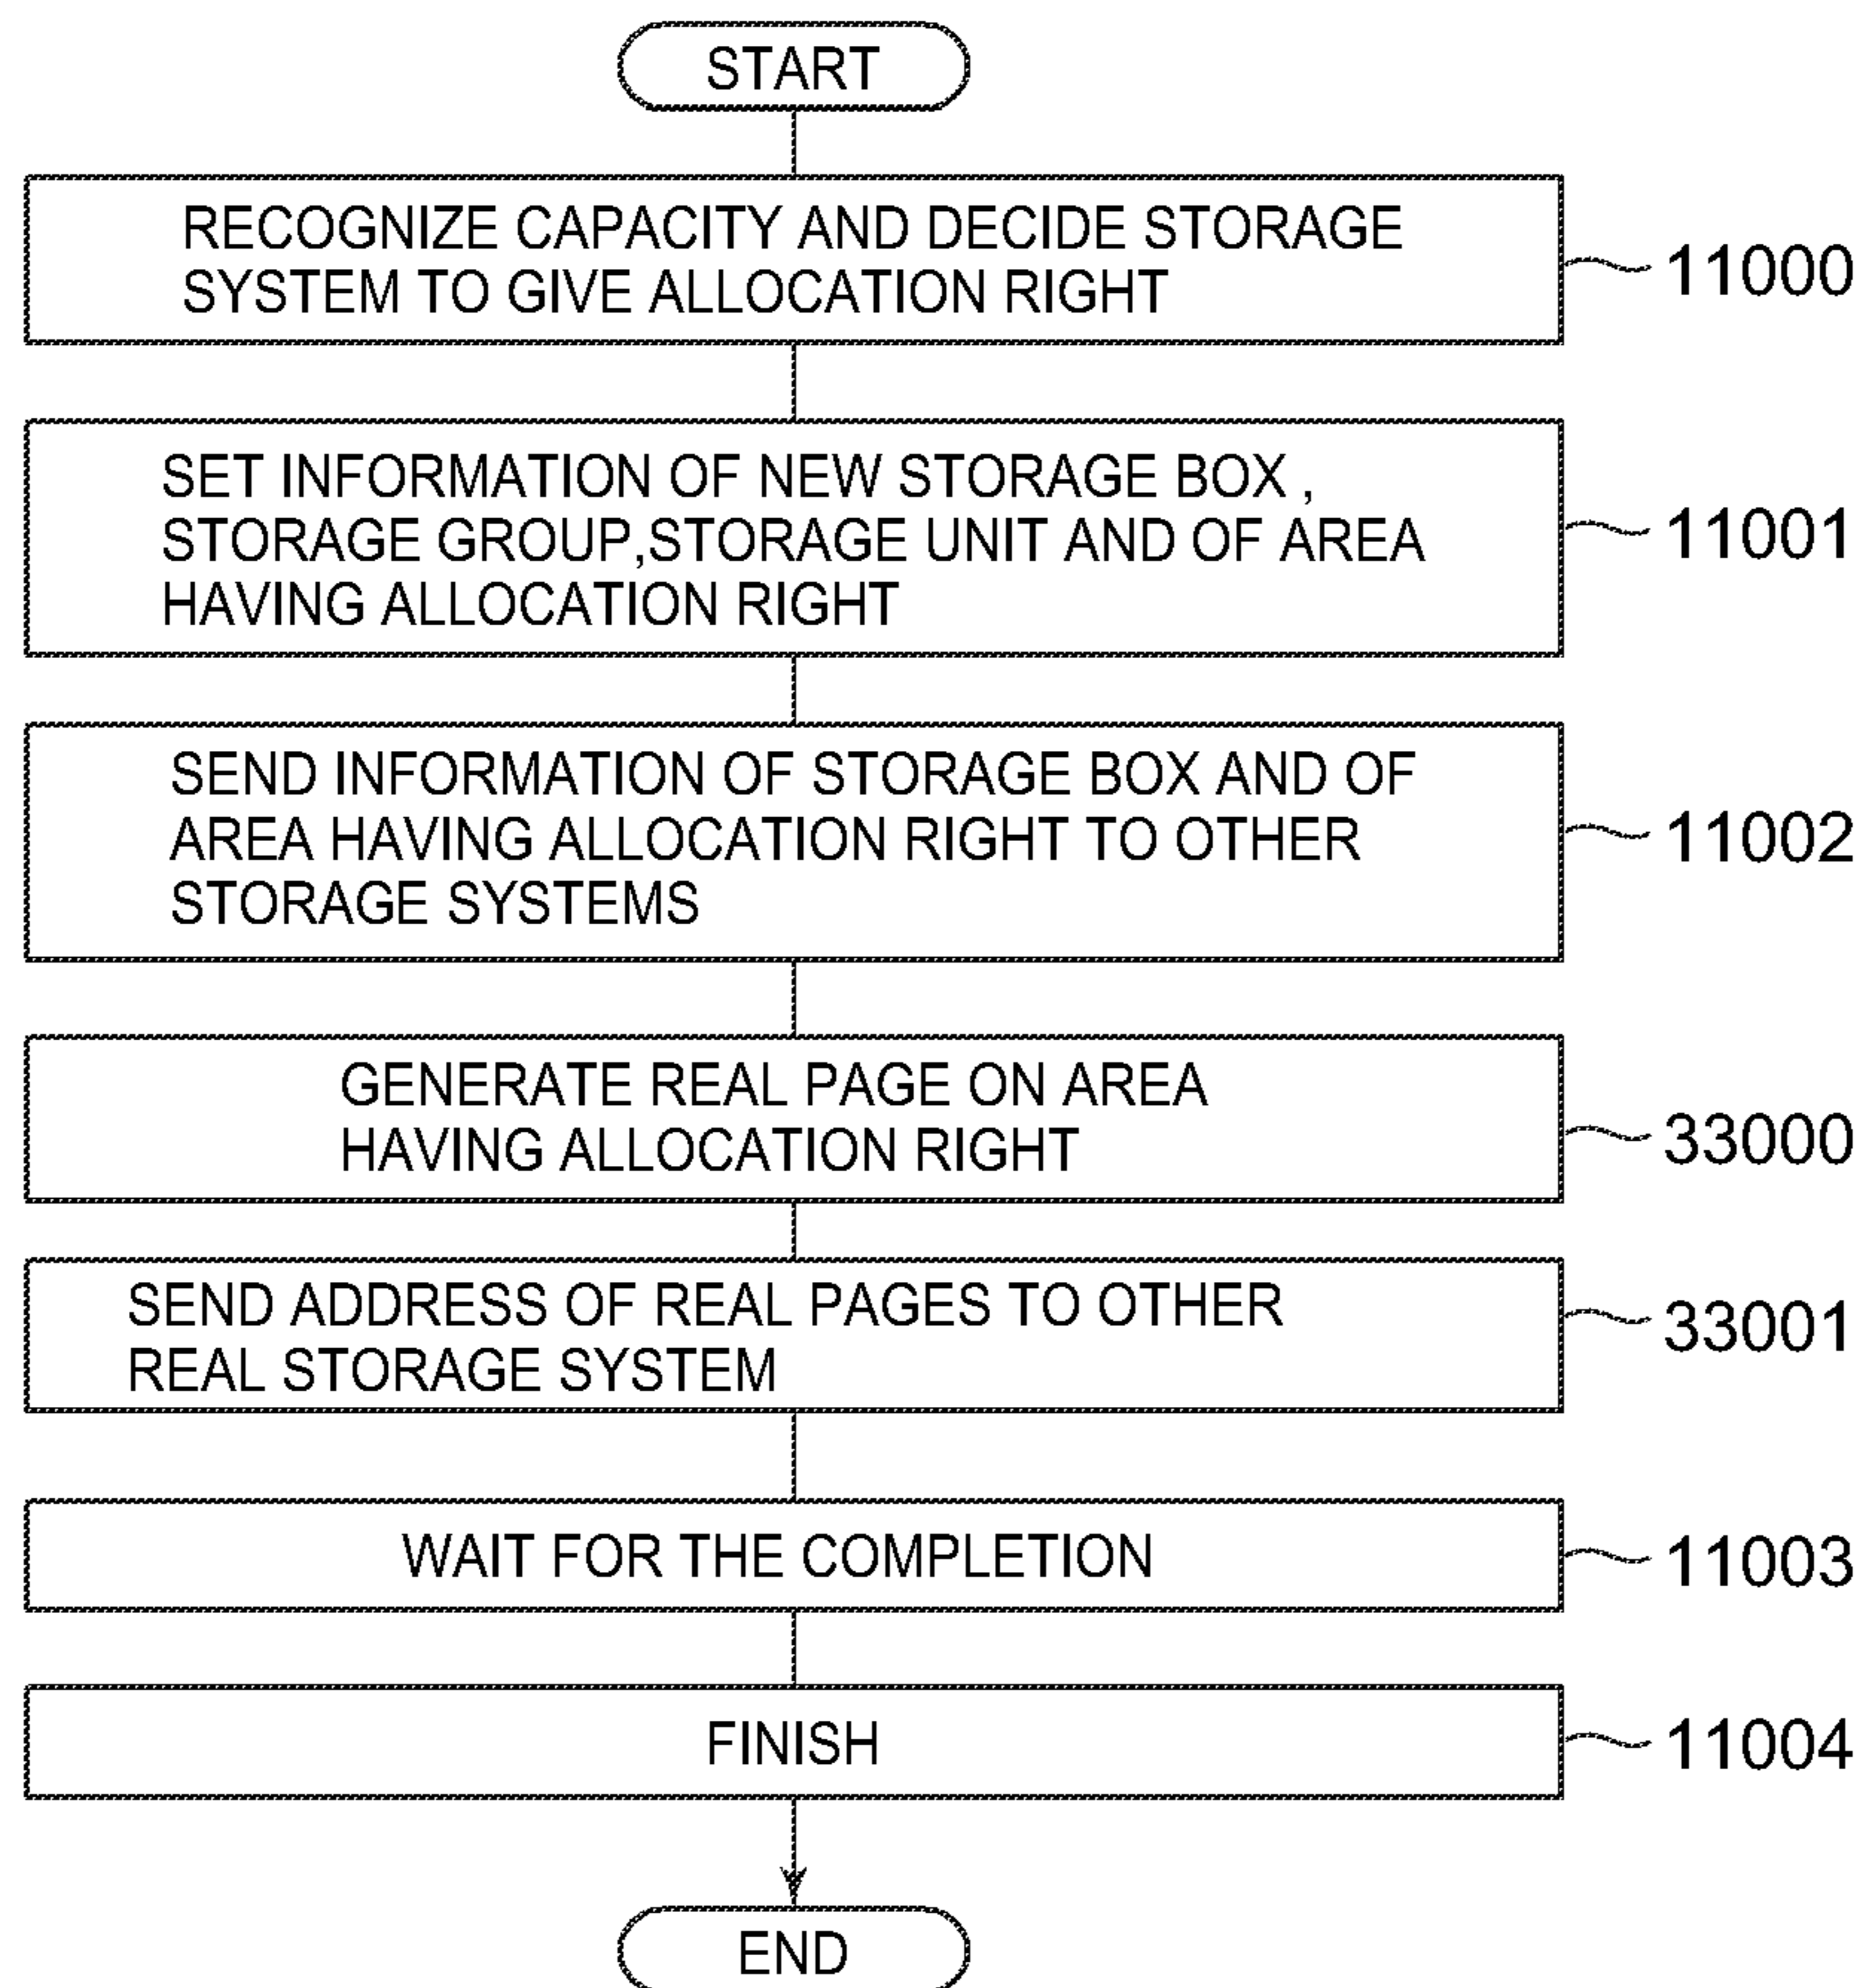 START
RECOGNIZE CAPACITY AND DECIDE STORAGE
SYSTEM TO GIVE ALLOCATION RIGHT
11000
SET INFORMATION OF NEW STORAGE BOX ,
STORAGE GROUP,STORAGE UNIT AND OF AREA
HAVING ALLOCATION RIGHT
11001
SEND INFORMATION OF STORAGE BOX AND OF
AREA HAVING ALLOCATION RIGHT TO OTHER
STORAGE SYSTEMS
11002
GENERATE REAL PAGE ON AREA
HAVING ALLOCATION RIGHT
33000
SEND ADDRESS OF REAL PAGES TO OTHER
REAL STORAGE SYSTEM
33001
WAIT FOR THE COMPLETION
11003
FINISH
11004
END